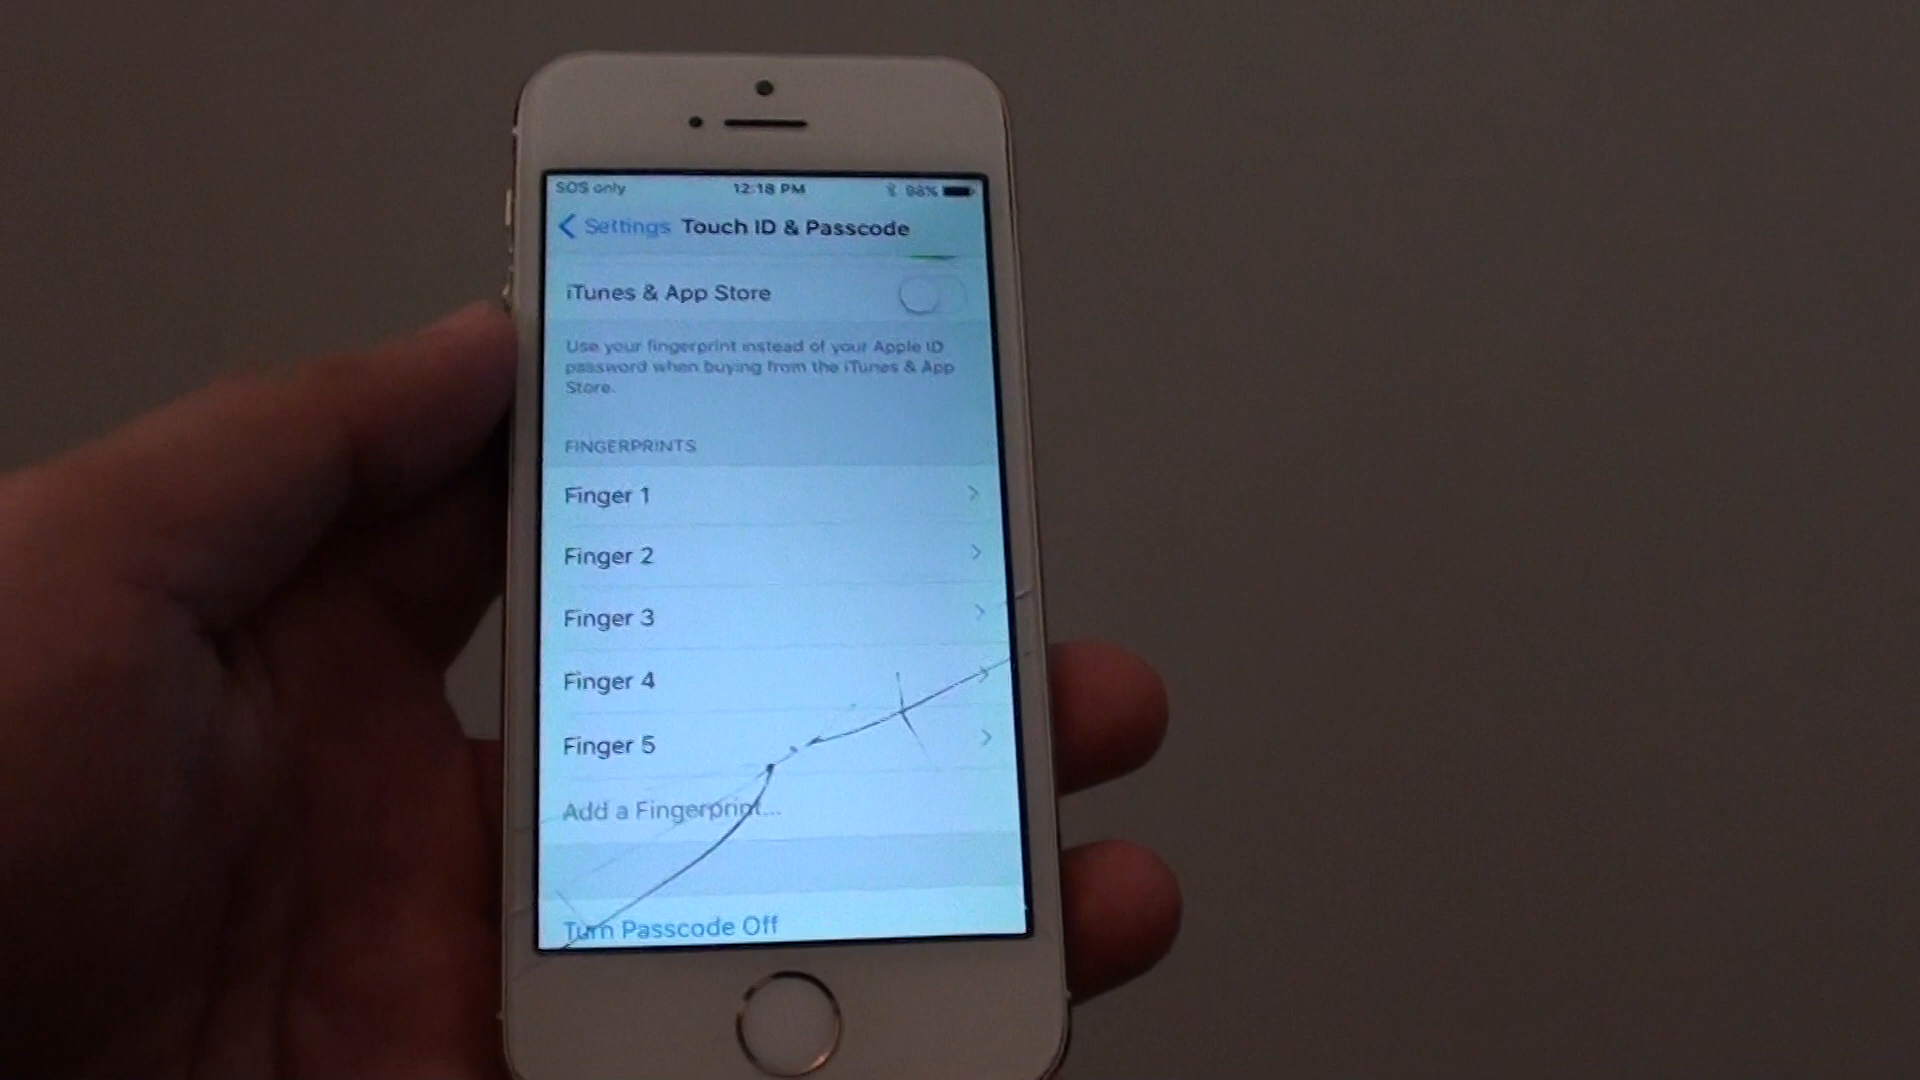 SOS only 12:18 PM 98%
Settings Touch ID & Passcode
iTunes & App Store
Use your fingerprint instead of your Apple ID
password when buying from the iTunes & App
Store.
FINGERPRINTS
Finger 1
Finger 2
Finger 3
Finger 4
Finger 5
Add a Fingerprint...
Turn Passcode Off